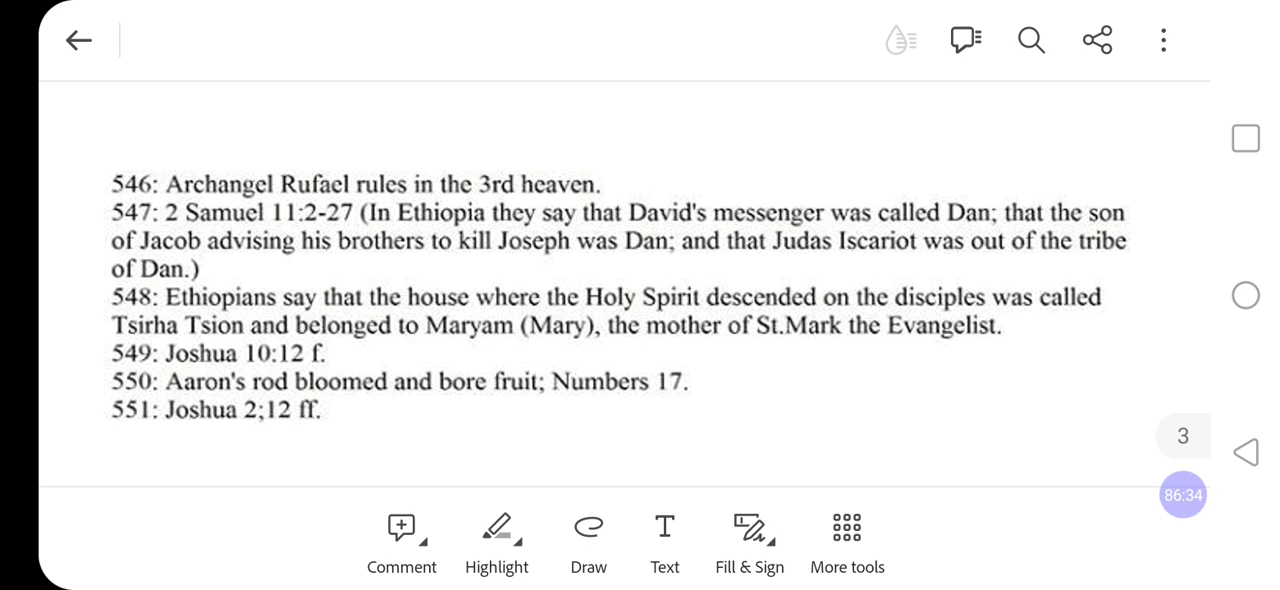 546: Archangel Rufael rules in the 3rd heaven.
547: 2 Samuel 11:2-27 (In Ethiopia they say that David's messenger was called Dan; that the son
of Jacob advising his brothers to kill Joseph was Dan; and that Judas Iscariot was out of the tribe
of Dan.)
548: Ethiopians say that the house where the Holy Spirit descended on the disciples was called
Tsirha Tsion and belonged to Maryam (Mary), the mother of St.Mark the Evangelist.
549: Joshua 10:12 f.
550: Aaron's rod bloomed and bore fruit; Numbers 17.
551: Joshua 2;12 ff.
3
86:34
Comment Highlight Draw Text Fill & Sign More tools